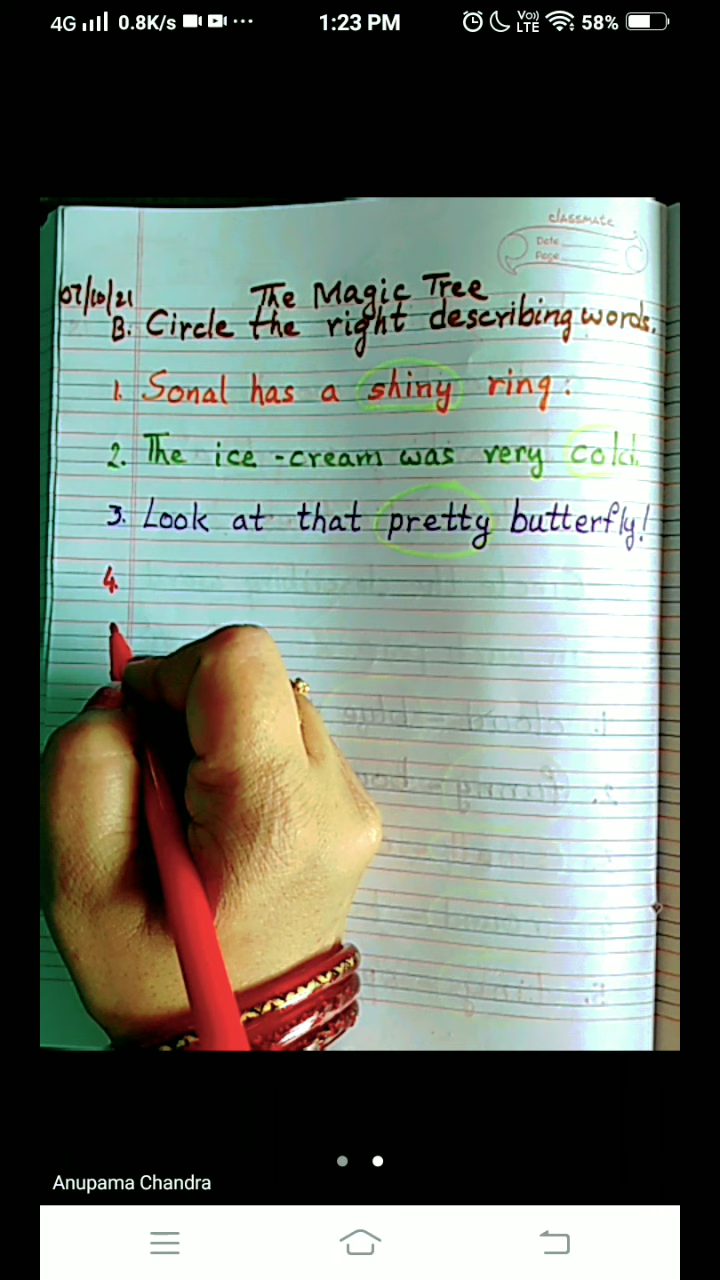 4G 0.8K/s ... 1:23 PM Vo) LTE 58%
classmate
Date
Page
07/10/21
The Magic Tree
B. Circle the right describing words.
1. Sonal has a shiny ring.
2. The ice-cream was very cold.
3. Look at that pretty butterfly!
4.
Anupama Chandra